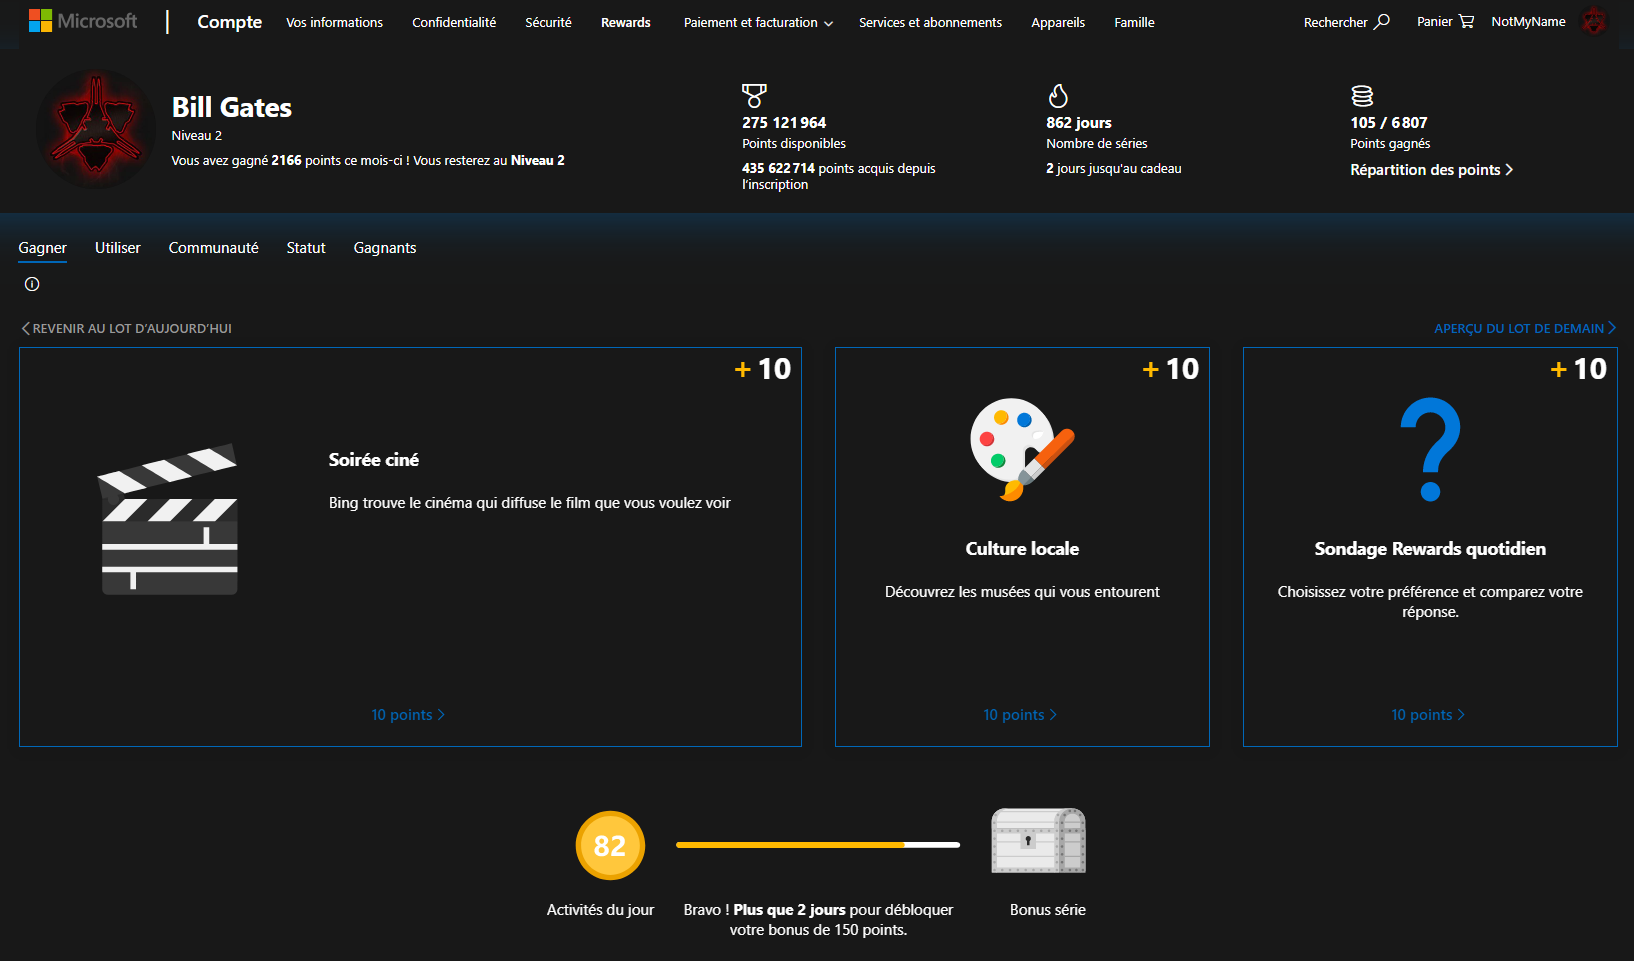 Microsoft | Compte Vos informations Confidentialité Sécurité Rewards Paiement et facturation Services et abonnements Appareils Famille Rechercher Panier NotMyName
Bill Gates
Niveau 2
Vous avez gagné 2166 points ce mois-ci ! Vous resterez au Niveau 2
275 121 964
Points disponibles
435 622 714 points acquis depuis
l'inscription
862 jours
Nombre de séries
2 jours jusqu'au cadeau
105 / 6 807
Points gagnés
Répartition des points
Gagner Utiliser Communauté Statut Gagnants
REVENIR AU LOT D'AUJOURD'HUI
APERÇU DU LOT DE DEMAIN
+ 10
Soirée ciné
Bing trouve le cinéma qui diffuse le film que vous voulez voir
10 points
+ 10
Culture locale
Découvrez les musées qui vous entourent
10 points
+ 10
Sondage Rewards quotidien
Choisissez votre préférence et comparez votre
réponse.
10 points
82
Activités du jour
Bravo ! Plus que 2 jours pour débloquer
votre bonus de 150 points.
Bonus série